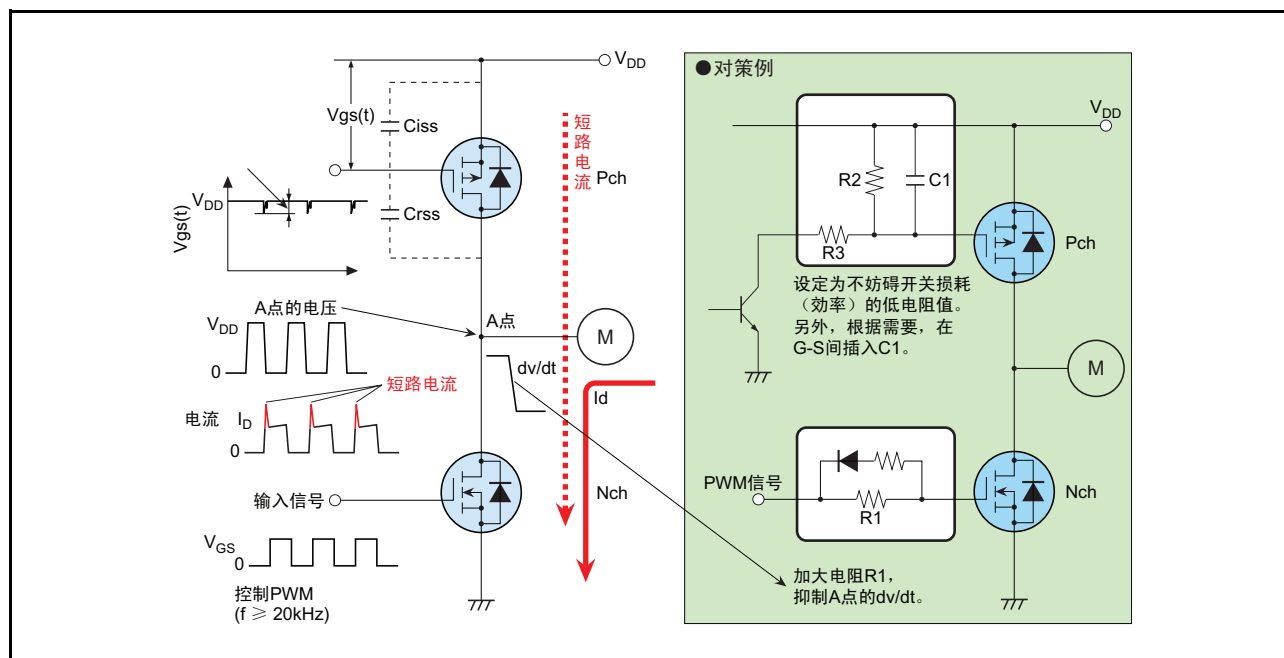 V_DD
Vgs(t)
Ciss
短路电流
Pch
V_DD
Vgs(t)
Crss
A点的电压
A点
M
V_DD
0
dv/dt
短路电流
Id
电流 I_D
0
输入信号
Nch
V_GS
0
控制PWM
(f ≥ 20kHz)
●对策例
V_DD
R2
C1
R3
Pch
设定为不妨碍开关损耗
（效率）的低电阻值。
另外，根据需要，在
G-S间插入C1。
M
PWM信号
R1
Nch
加大电阻R1，
抑制A点的dv/dt。